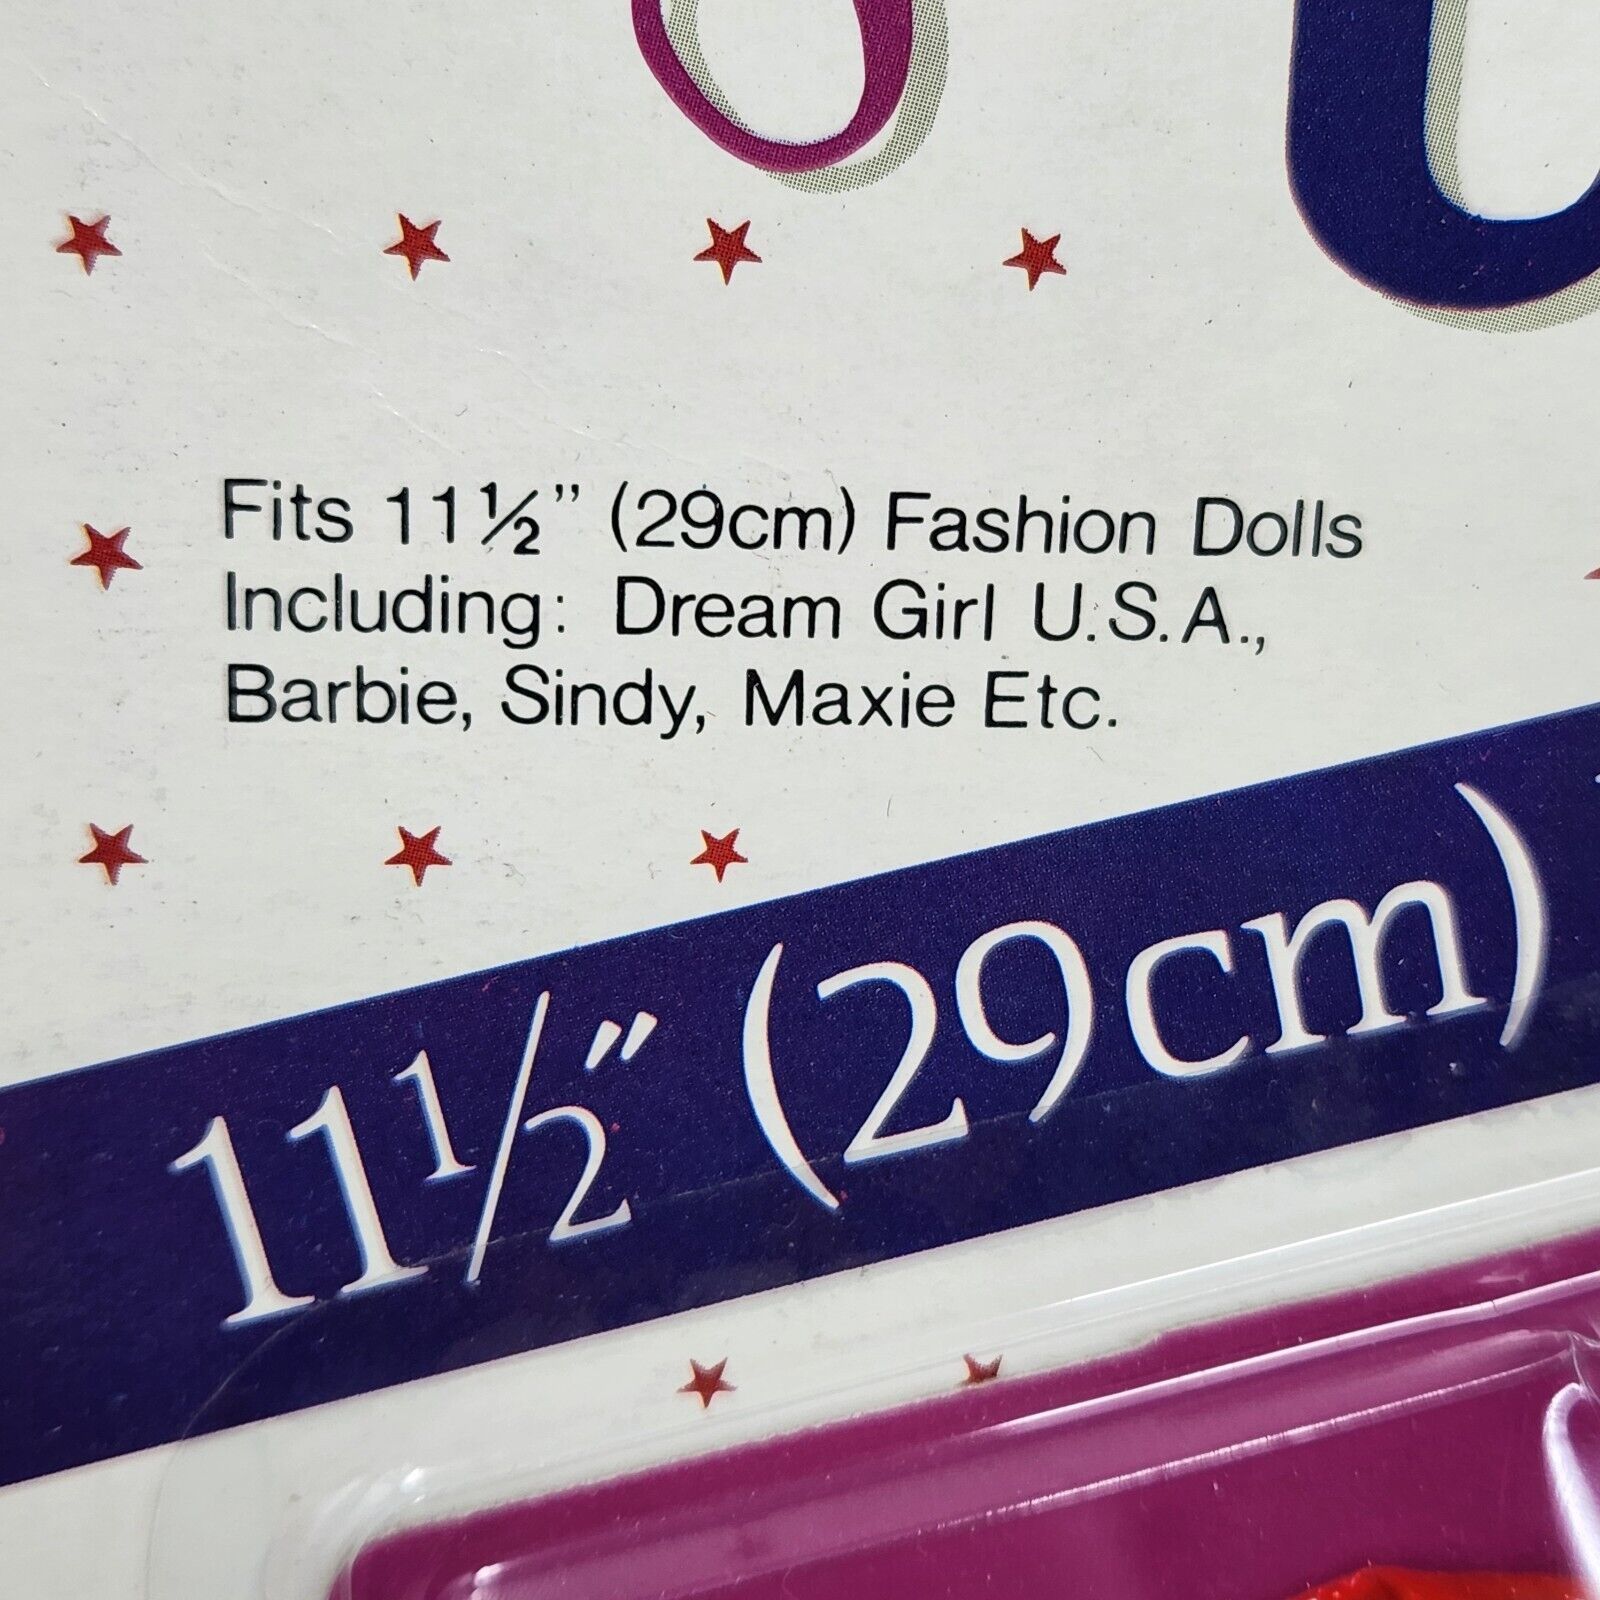 Fits 11½” (29cm) Fashion Dolls
Including: Dream Girl U.S.A.,
Barbie, Sindy, Maxie Etc.
11½” (29cm)